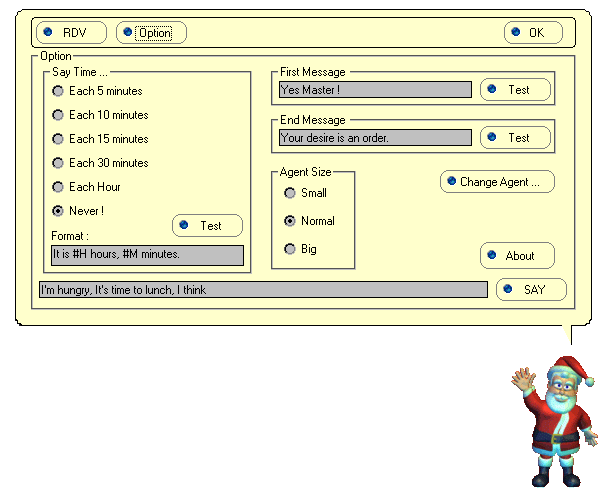 RDV
Option
OK
Option
Say Time ...
Each 5 minutes
Each 10 minutes
Each 15 minutes
Each 30 minutes
Each Hour
Never !
Test
Format :
It is #H hours, #M minutes.
First Message
Yes Master !
Test
End Message
Your desire is an order.
Test
Agent Size
Small
Normal
Big
Change Agent ...
About
I'm hungry, It's time to lunch, I think
SAY